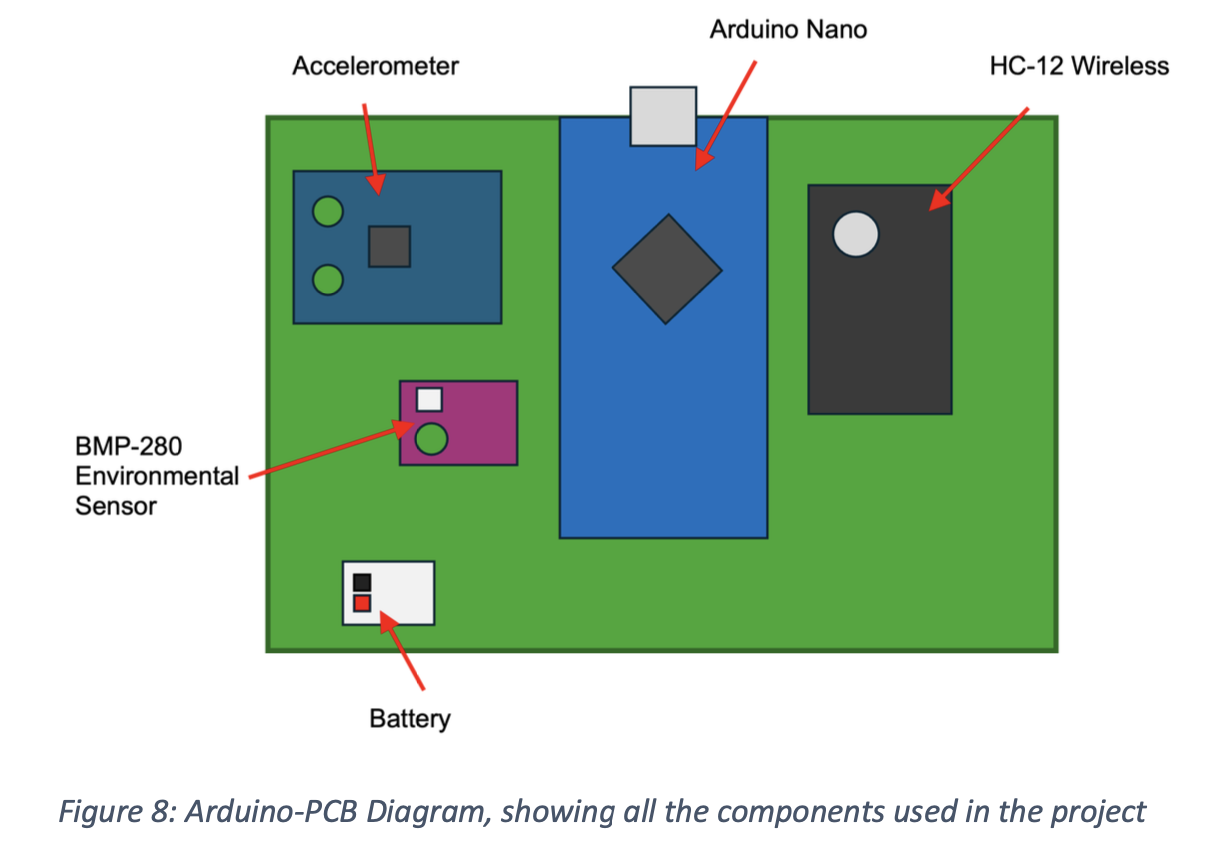 Arduino Nano
Accelerometer
HC-12 Wireless
BMP-280
Environmental
Sensor
Battery
Figure 8: Arduino-PCB Diagram, showing all the components used in the project